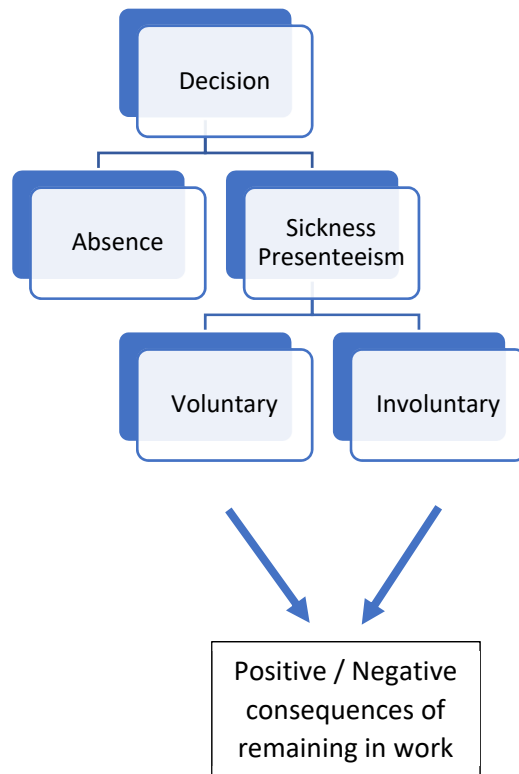 Decision
Absence
Sickness
Presenteeism
Voluntary
Involuntary
Positive / Negative
consequences of
remaining in work